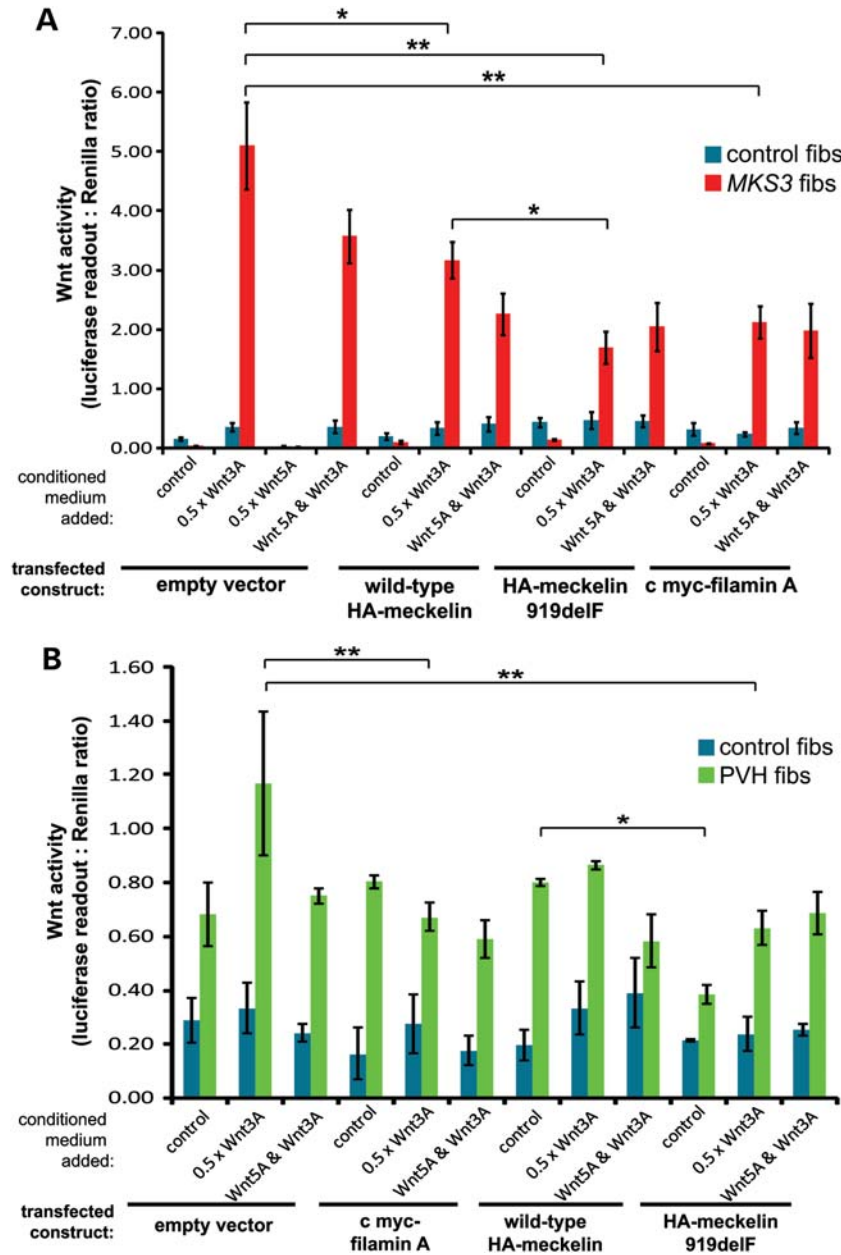 A
7.00
6.00
5.00
4.00
3.00
2.00
1.00
0.00
Wnt activity
(luciferase readout : Renilla ratio)
*
**
**
*
control fibs
MKS3 fibs
conditioned
medium
added:
control
0.5 x Wnt3A
0.5 x Wnt5A
Wnt 5A & Wnt3A
control
0.5 x Wnt3A
Wnt 5A & Wnt3A
control
0.5 x Wnt3A
Wnt 5A & Wnt3A
control
0.5 x Wnt3A
Wnt 5A & Wnt3A
transfected
construct:
empty vector
wild-type
HA-meckelin
HA-meckelin
919delF
c myc-filamin A
B
1.60
1.40
1.20
1.00
0.80
0.60
0.40
0.20
0.00
Wnt activity
(luciferase readout : Renilla ratio)
**
**
*
control fibs
PVH fibs
conditioned
medium
added:
control
0.5 x Wnt3A
Wnt5A & Wnt3A
control
0.5 x Wnt3A
Wnt5A & Wnt3A
control
0.5 x Wnt3A
Wnt5A & Wnt3A
control
0.5 x Wnt3A
Wnt5A & Wnt3A
transfected
construct:
empty vector
c myc-
filamin A
wild-type
HA-meckelin
HA-meckelin
919delF